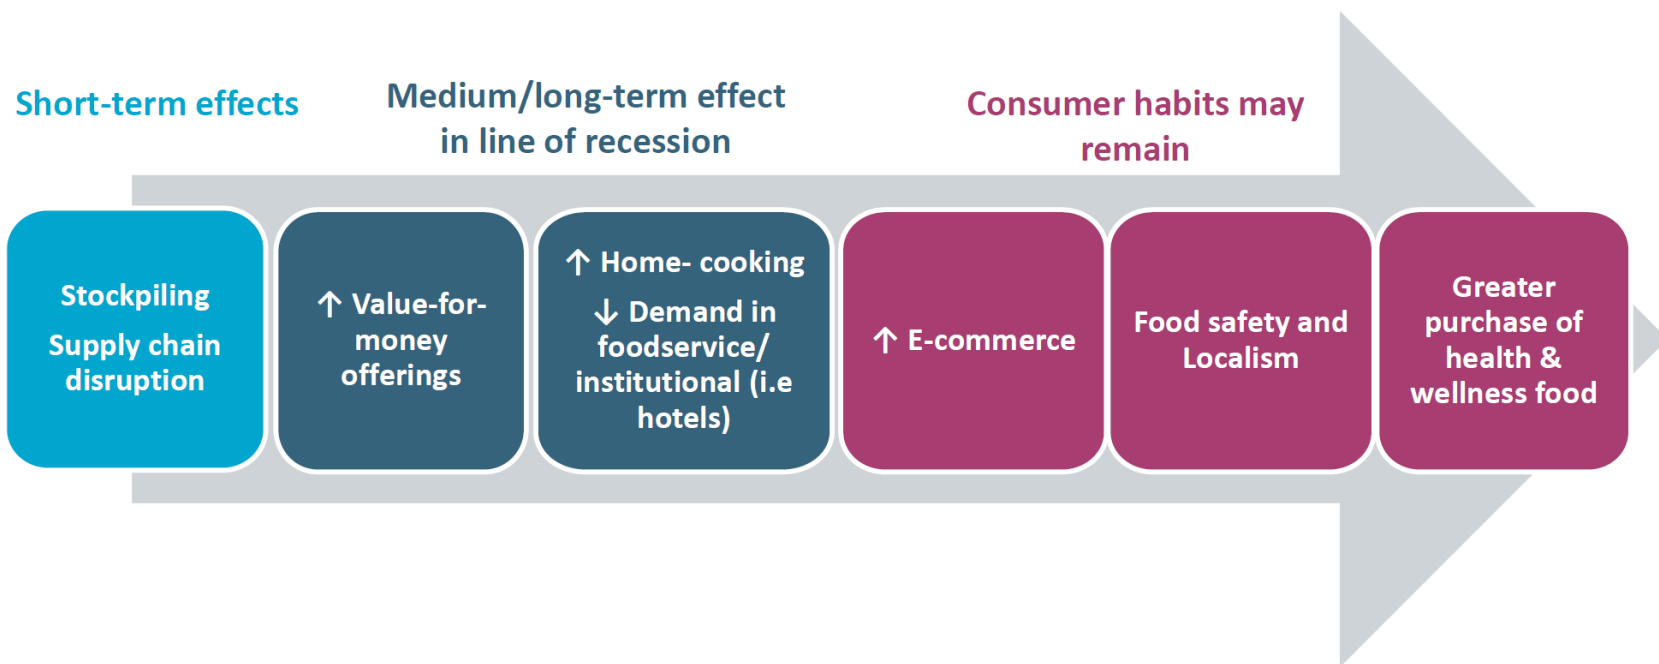 Short-term effects
Medium/long-term effect
in line of recession
Consumer habits may
remain
Stockpiling
Supply chain
disruption
↑ Value-for-
money
offerings
↑ Home- cooking
↓ Demand in
foodservice/
institutional (i.e
hotels)
↑ E-commerce
Food safety and
Localism
Greater
purchase of
health &
wellness food